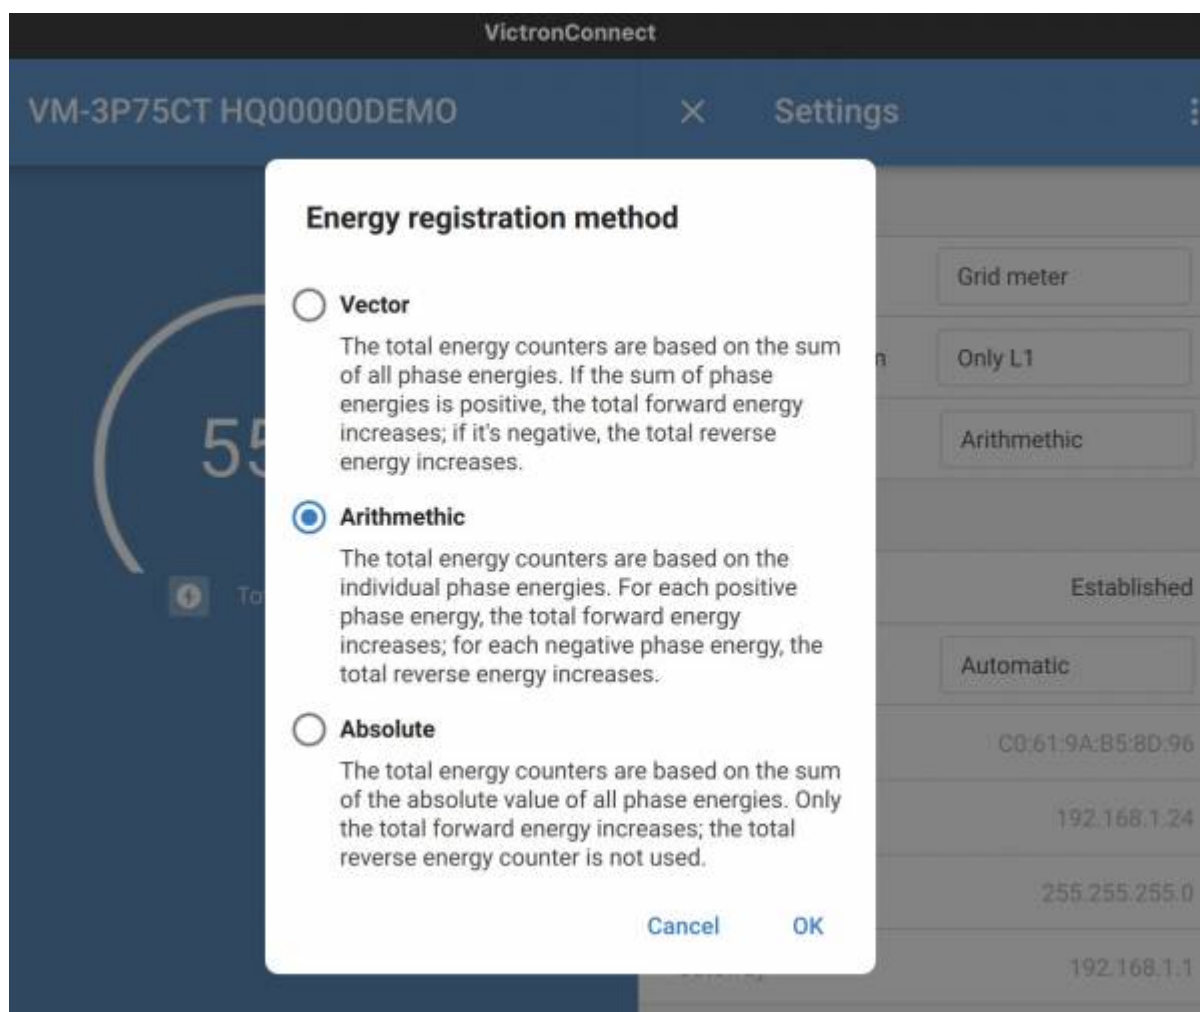 VictronConnect
VM-3P75CT HQ00000DEMO
Settings
Energy registration method
Vector
The total energy counters are based on the sum
of all phase energies. If the sum of phase
energies is positive, the total forward energy
increases; if it's negative, the total reverse
energy increases.
Arithmethic
The total energy counters are based on the
individual phase energies. For each positive
phase energy, the total forward energy
increases; for each negative phase energy, the
total reverse energy increases.
Absolute
The total energy counters are based on the sum
of the absolute value of all phase energies. Only
the total forward energy increases; the total
reverse energy counter is not used.
Cancel
OK
Grid meter
Only L1
Arithmethic
Established
Automatic
C0:61:9A:B5:8D:96
192.168.1.24
255.255.255.0
192.168.1.1